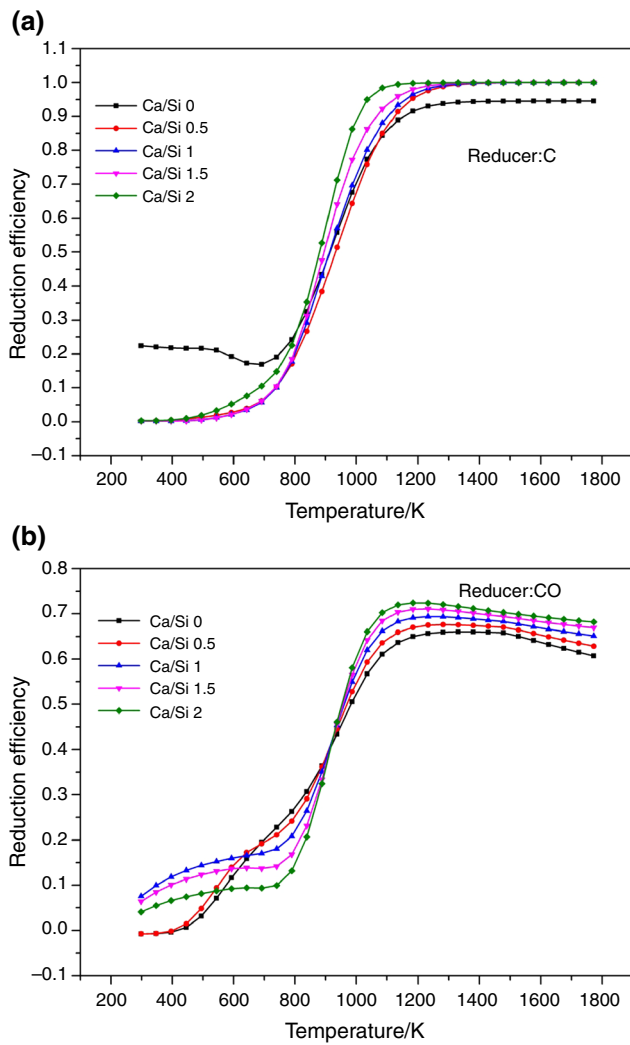 (a)
1.1
1.0
0.9
0.8
0.7
0.6
0.5
0.4
0.3
0.2
0.1
0.0
–0.1
Reduction efficiency
Ca/Si 0
Ca/Si 0.5
Ca/Si 1
Ca/Si 1.5
Ca/Si 2
Reducer:C
200 400 600 800 1000 1200 1400 1600 1800
Temperature/K
(b)
0.8
0.7
0.6
0.5
0.4
0.3
0.2
0.1
0.0
–0.1
Reduction efficiency
Ca/Si 0
Ca/Si 0.5
Ca/Si 1
Ca/Si 1.5
Ca/Si 2
Reducer:CO
200 400 600 800 1000 1200 1400 1600 1800
Temperature/K